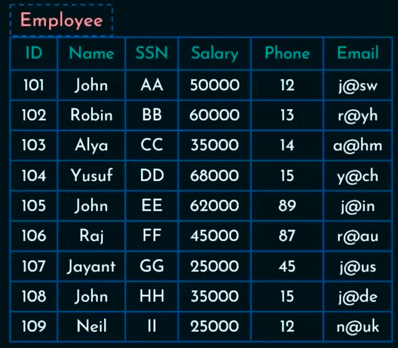 Employee
ID Name SSN Salary Phone Email
101 John AA 50000 12 j@sw
102 Robin BB 60000 13 r@yh
103 Alya CC 35000 14 a@hm
104 Yusuf DD 68000 15 y@ch
105 John EE 62000 89 j@in
106 Raj FF 45000 87 r@au
107 Jayant GG 25000 45 j@us
108 John HH 35000 15 j@de
109 Neil II 25000 12 n@uk